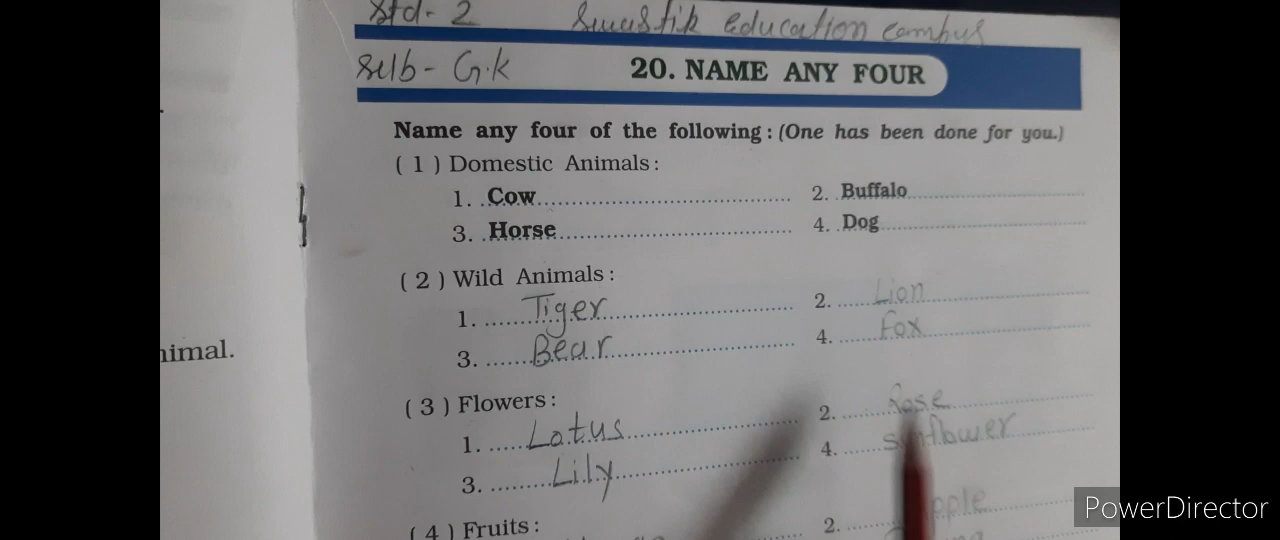 std- 2 Swastik education cambus
sub- G.k 20. NAME ANY FOUR
Name any four of the following : (One has been done for you.)
( 1 ) Domestic Animals :
1. Cow 2. Buffalo
3. Horse 4. Dog
( 2 ) Wild Animals :
1. Tiger 2. Lion
3. Bear 4. Fox
nimal.
( 3 ) Flowers :
1. Lotus 2. Rose
3. Lily 4. sunflower
( 4 ) Fruits :
2. Apple
PowerDirector